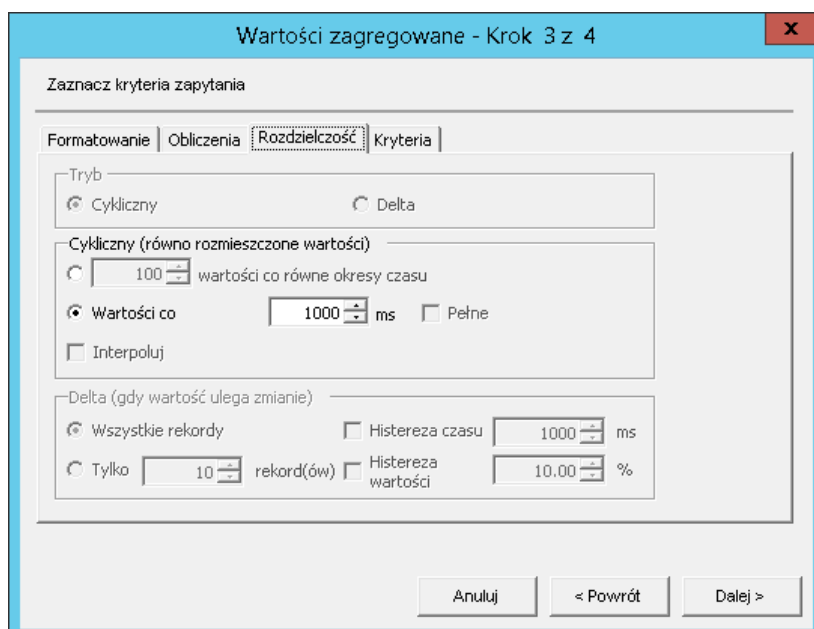 Wartości zagregowane - Krok 3 z 4
x
Zaznacz kryteria zapytania
Formatowanie Obliczenia Rozdzielczość Kryteria
Tryb
Cykliczny Delta
Cykliczny (równo rozmieszczone wartości)
100 wartości co równe okresy czasu
Wartości co 1000 ms Pełne
Interpoluj
Delta (gdy wartość ulega zmianie)
Wszystkie rekordy Histereza czasu 1000 ms
Tylko 10 rekord(ów) Histereza wartości 10.00 %
Anuluj < Powrót Dalej >